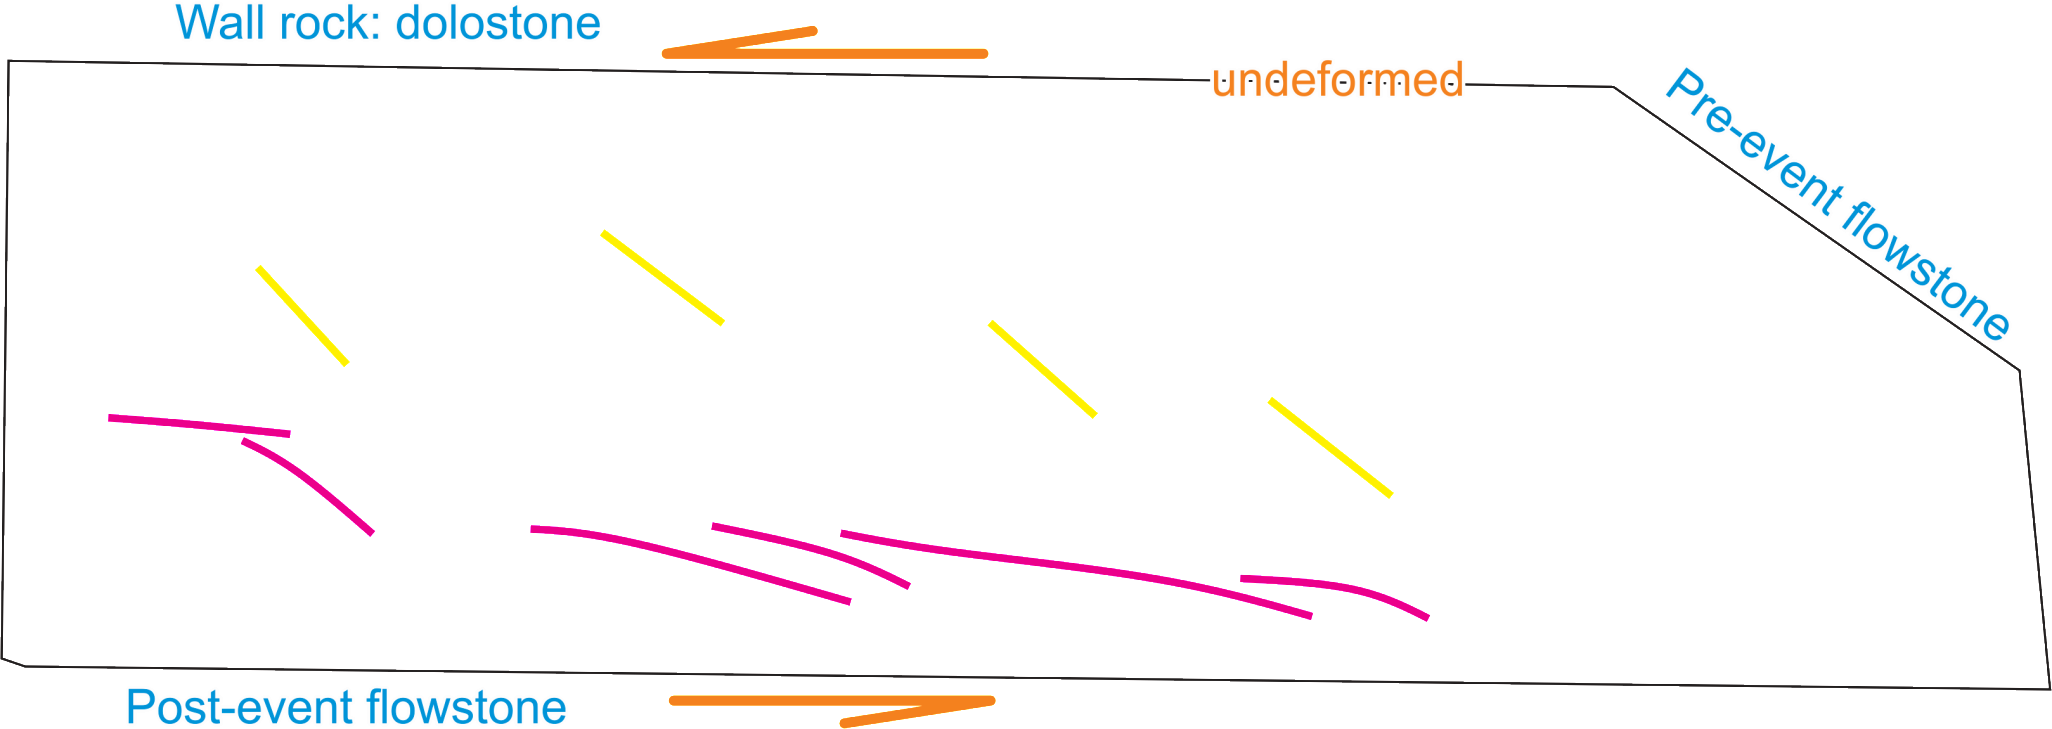 Wall rock: dolostone
undeformed
Pre-event flowstone
Post-event flowstone